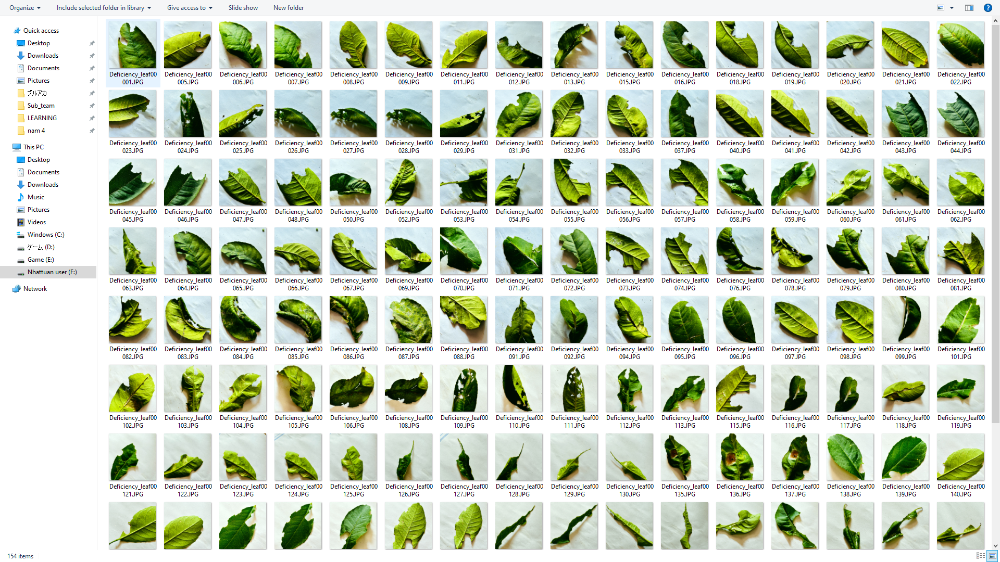 Organize
Include selected folder in library
Give access to
Slide show
New folder
Quick access
Desktop
Downloads
Documents
Pictures
ブルアカ
Sub_team
LEARNING
nam 4
This PC
Desktop
Documents
Downloads
Music
Pictures
Videos
Windows (C:)
ゲーム (D:)
Game (E:)
Nhattuan user (F:)
Network
Deficiency_leaf00001.JPG
Deficiency_leaf00005.JPG
Deficiency_leaf00006.JPG
Deficiency_leaf00007.JPG
Deficiency_leaf00008.JPG
Deficiency_leaf00009.JPG
Deficiency_leaf00011.JPG
Deficiency_leaf00012.JPG
Deficiency_leaf00013.JPG
Deficiency_leaf00015.JPG
Deficiency_leaf00016.JPG
Deficiency_leaf00018.JPG
Deficiency_leaf00019.JPG
Deficiency_leaf00020.JPG
Deficiency_leaf00021.JPG
Deficiency_leaf00022.JPG
Deficiency_leaf00023.JPG
Deficiency_leaf00024.JPG
Deficiency_leaf00025.JPG
Deficiency_leaf00026.JPG
Deficiency_leaf00027.JPG
Deficiency_leaf00028.JPG
Deficiency_leaf00029.JPG
Deficiency_leaf00031.JPG
Deficiency_leaf00032.JPG
Deficiency_leaf00033.JPG
Deficiency_leaf00037.JPG
Deficiency_leaf00040.JPG
Deficiency_leaf00041.JPG
Deficiency_leaf00042.JPG
Deficiency_leaf00043.JPG
Deficiency_leaf00044.JPG
Deficiency_leaf00045.JPG
Deficiency_leaf00046.JPG
Deficiency_leaf00047.JPG
Deficiency_leaf00048.JPG
Deficiency_leaf00050.JPG
Deficiency_leaf00052.JPG
Deficiency_leaf00053.JPG
Deficiency_leaf00054.JPG
Deficiency_leaf00055.JPG
Deficiency_leaf00056.JPG
Deficiency_leaf00057.JPG
Deficiency_leaf00058.JPG
Deficiency_leaf00059.JPG
Deficiency_leaf00060.JPG
Deficiency_leaf00061.JPG
Deficiency_leaf00062.JPG
Deficiency_leaf00063.JPG
Deficiency_leaf00064.JPG
Deficiency_leaf00065.JPG
Deficiency_leaf00066.JPG
Deficiency_leaf00067.JPG
Deficiency_leaf00069.JPG
Deficiency_leaf00070.JPG
Deficiency_leaf00071.JPG
Deficiency_leaf00072.JPG
Deficiency_leaf00073.JPG
Deficiency_leaf00074.JPG
Deficiency_leaf00076.JPG
Deficiency_leaf00078.JPG
Deficiency_leaf00079.JPG
Deficiency_leaf00080.JPG
Deficiency_leaf00081.JPG
Deficiency_leaf00082.JPG
Deficiency_leaf00083.JPG
Deficiency_leaf00084.JPG
Deficiency_leaf00085.JPG
Deficiency_leaf00086.JPG
Deficiency_leaf00087.JPG
Deficiency_leaf00088.JPG
Deficiency_leaf00091.JPG
Deficiency_leaf00092.JPG
Deficiency_leaf00094.JPG
Deficiency_leaf00095.JPG
Deficiency_leaf00096.JPG
Deficiency_leaf00097.JPG
Deficiency_leaf00098.JPG
Deficiency_leaf00099.JPG
Deficiency_leaf00101.JPG
Deficiency_leaf00102.JPG
Deficiency_leaf00103.JPG
Deficiency_leaf00104.JPG
Deficiency_leaf00105.JPG
Deficiency_leaf00106.JPG
Deficiency_leaf00108.JPG
Deficiency_leaf00109.JPG
Deficiency_leaf00110.JPG
Deficiency_leaf00111.JPG
Deficiency_leaf00112.JPG
Deficiency_leaf00113.JPG
Deficiency_leaf00115.JPG
Deficiency_leaf00116.JPG
Deficiency_leaf00117.JPG
Deficiency_leaf00118.JPG
Deficiency_leaf00119.JPG
Deficiency_leaf00121.JPG
Deficiency_leaf00122.JPG
Deficiency_leaf00123.JPG
Deficiency_leaf00124.JPG
Deficiency_leaf00125.JPG
Deficiency_leaf00126.JPG
Deficiency_leaf00127.JPG
Deficiency_leaf00128.JPG
Deficiency_leaf00129.JPG
Deficiency_leaf00130.JPG
Deficiency_leaf00135.JPG
Deficiency_leaf00136.JPG
Deficiency_leaf00137.JPG
Deficiency_leaf00138.JPG
Deficiency_leaf00139.JPG
Deficiency_leaf00140.JPG
154 items